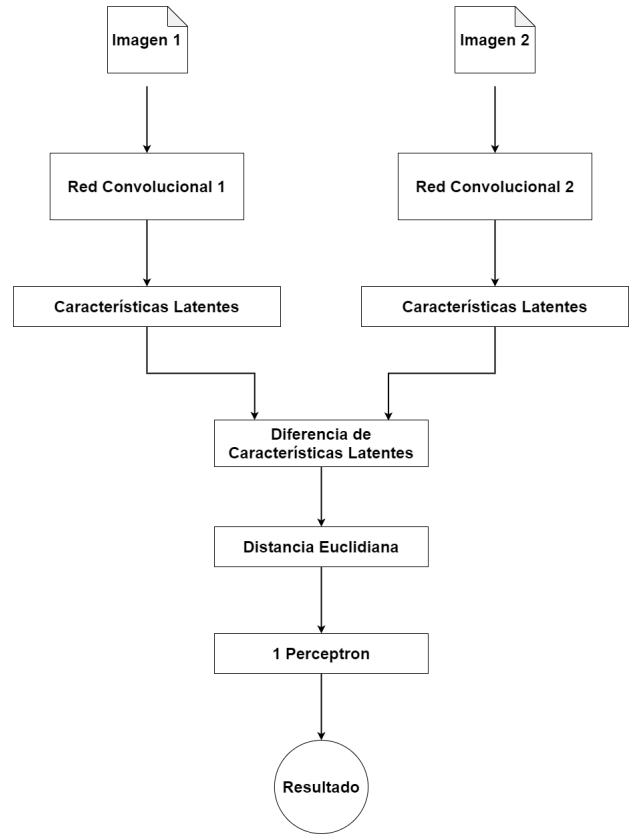 Imagen 1
Imagen 2
Red Convolucional 1
Red Convolucional 2
Características Latentes
Características Latentes
Diferencia de
Características Latentes
Distancia Euclidiana
1 Perceptron
Resultado